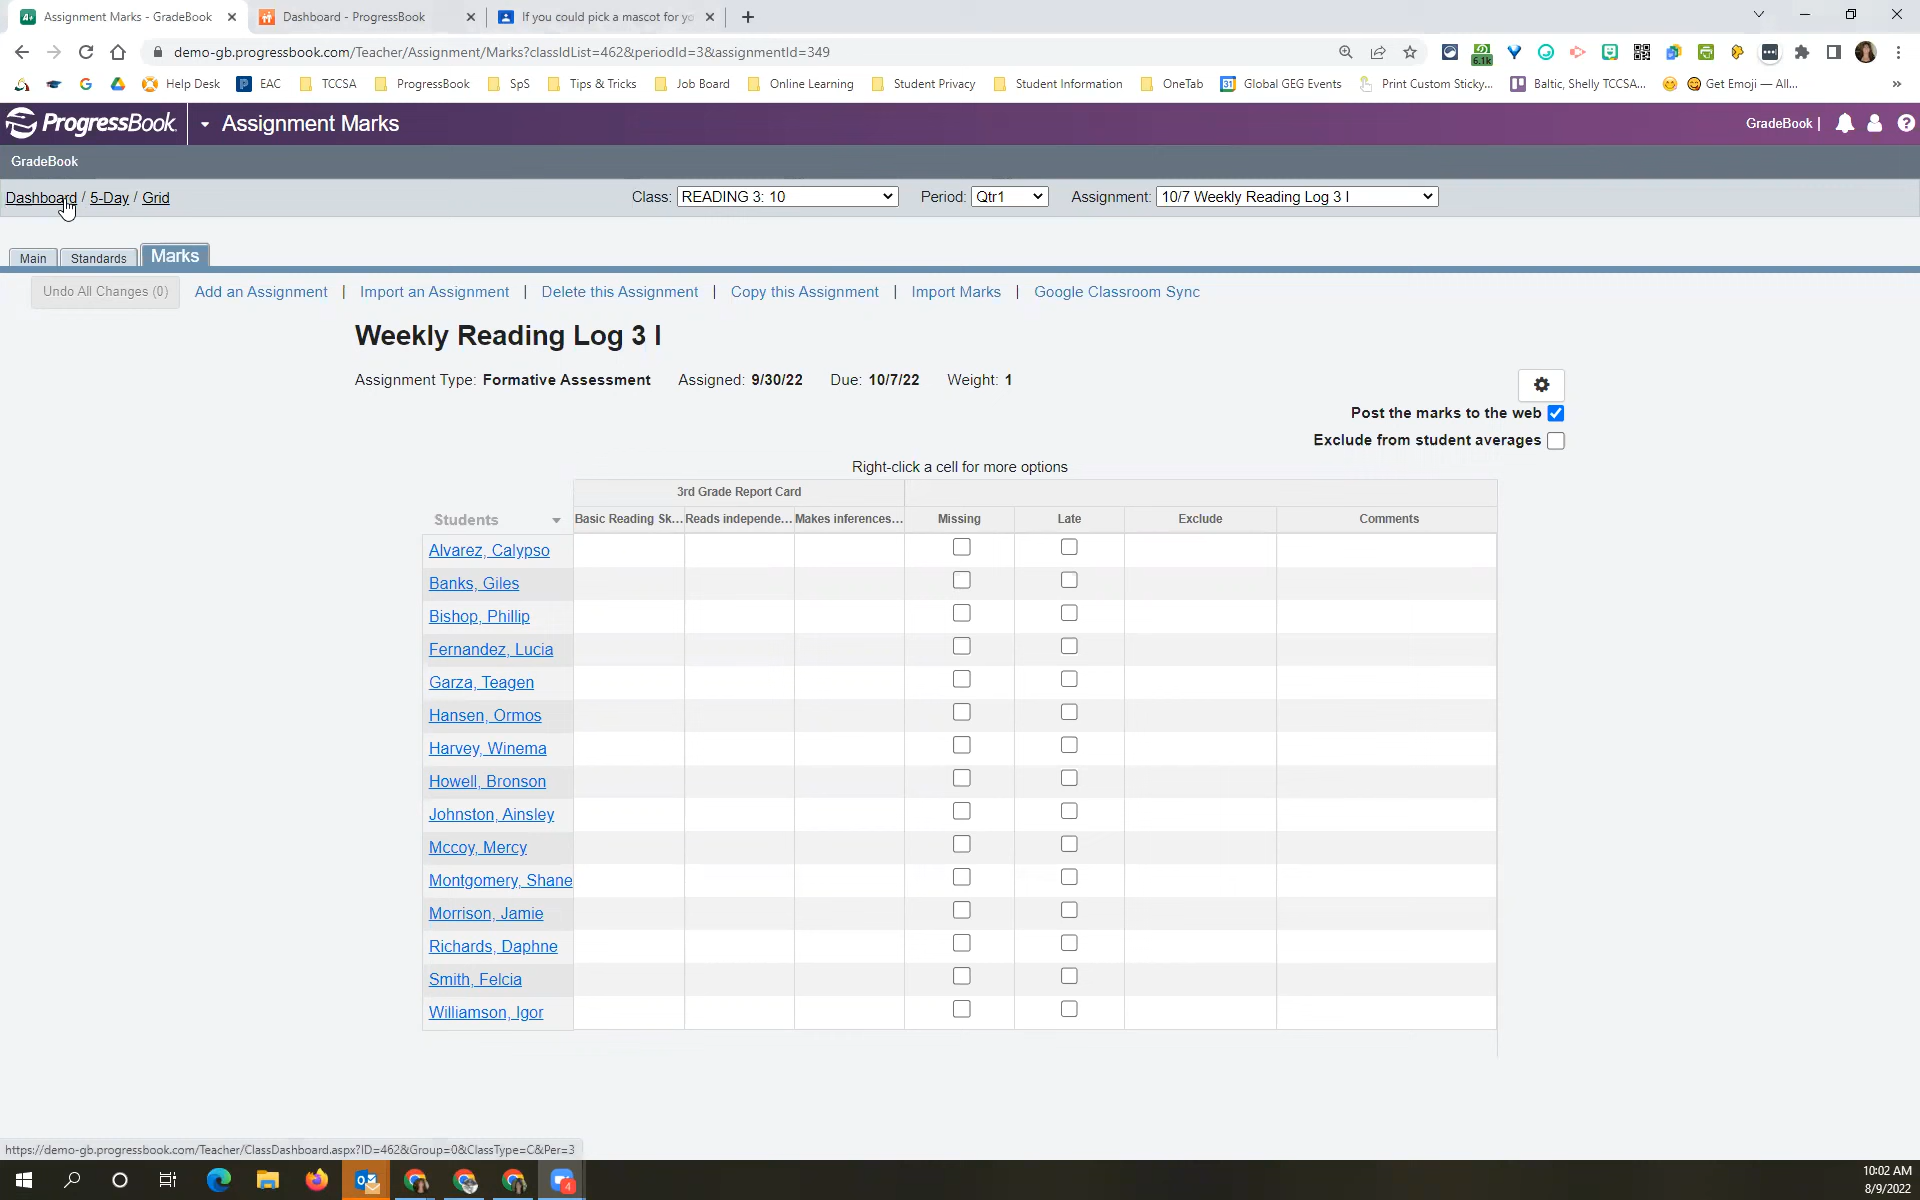 Assignment Marks - GradeBook
Dashboard - ProgressBook
If you could pick a mascot for yo
demo-gb.progressbook.com/Teacher/Assignment/Marks?classIdList=462&periodId=3&assignmentId=349
6.1k
Help Desk
EAC
TCCSA
ProgressBook
SpS
Tips & Tricks
Job Board
Online Learning
Student Privacy
Student Information
OneTab
Global GEG Events
Print Custom Sticky...
Baltic, Shelly TCCSA...
Get Emoji — All...
ProgressBook
Assignment Marks
GradeBook |
GradeBook
Dashboard / 5-Day / Grid
Class: READING 3: 10
Period: Qtr1
Assignment: 10/7 Weekly Reading Log 3 I
Main
Standards
Marks
Undo All Changes (0)
Add an Assignment | Import an Assignment | Delete this Assignment | Copy this Assignment | Import Marks | Google Classroom Sync
Weekly Reading Log 3 I
Assignment Type: Formative Assessment Assigned: 9/30/22 Due: 10/7/22 Weight: 1
Post the marks to the web
Exclude from student averages
Right-click a cell for more options
3rd Grade Report Card
Students
Basic Reading Sk...
Reads independe...
Makes inferences...
Missing
Late
Exclude
Comments
Alvarez, Calypso
Banks, Giles
Bishop, Phillip
Fernandez, Lucia
Garza, Teagen
Hansen, Ormos
Harvey, Winema
Howell, Bronson
Johnston, Ainsley
Mccoy, Mercy
Montgomery, Shane
Morrison, Jamie
Richards, Daphne
Smith, Felcia
Williamson, Igor
https://demo-gb.progressbook.com/Teacher/ClassDashboard.aspx?ID=462&Group=0&ClassType=C&Per=3
10:02 AM
8/9/2022